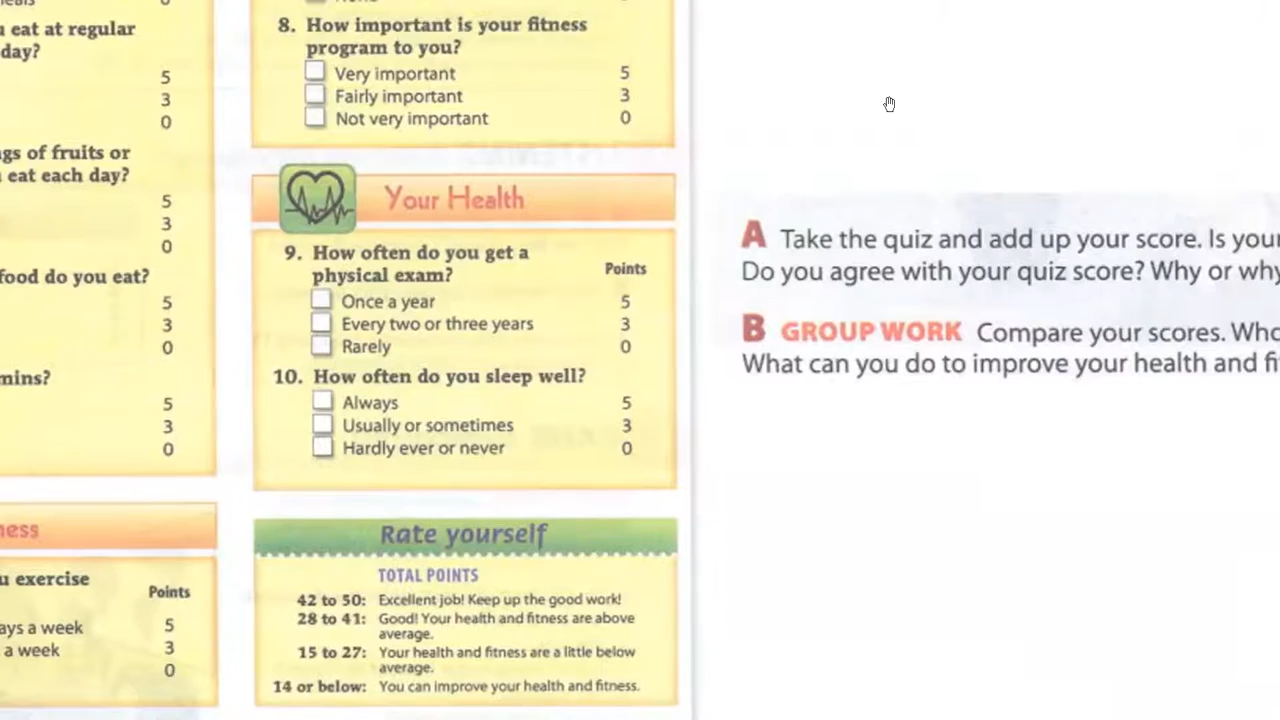 eat at regular
day?
5
3
0
of fruits or
eat each day?
5
3
0
food do you eat?
5
3
0
5
3
0
exercise
Points
a week 5
a week 3
0
8. How important is your fitness
program to you?
Very important 5
Fairly important 3
Not very important 0
Your Health
9. How often do you get a
physical exam? Points
Once a year 5
Every two or three years 3
Rarely 0
10. How often do you sleep well?
Always 5
Usually or sometimes 3
Hardly ever or never 0
Rate yourself
TOTAL POINTS
42 to 50: Excellent job! Keep up the good work!
28 to 41: Good! Your health and fitness are above
average.
15 to 27: Your health and fitness are a little below
average.
14 or below: You can improve your health and fitness.
A Take the quiz and add up your score. Is your
Do you agree with your quiz score? Why or why
B GROUP WORK Compare your scores. Who
What can you do to improve your health and